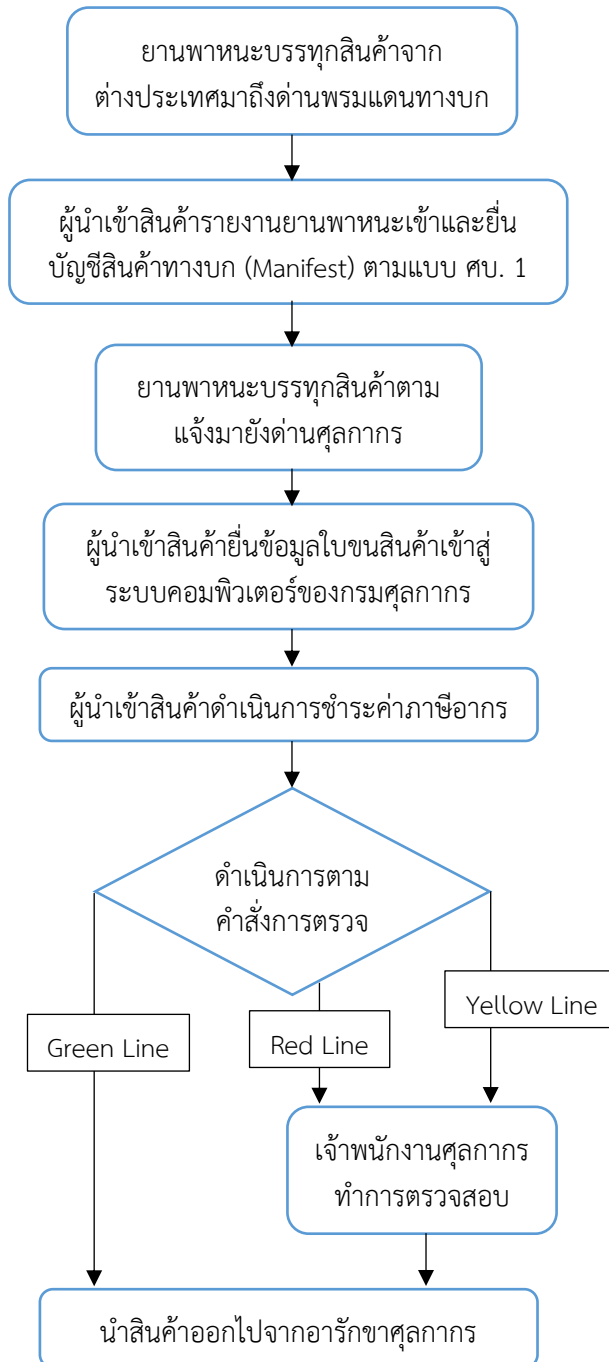 ยานพาหนะบรรทุกสินค้าจาก
ต่างประเทศมาถึงด่านพรมแดนทางบก
ผู้นำเข้าสินค้ารายงานยานพาหนะเข้าและยื่น
บัญชีสินค้าทางบก (Manifest) ตามแบบ ศบ. 1
ยานพาหนะบรรทุกสินค้าตาม
แจ้งมายังด่านศุลกากร
ผู้นำเข้าสินค้ายื่นข้อมูลใบขนสินค้าเข้าสู่
ระบบคอมพิวเตอร์ของกรมศุลกากร
ผู้นำเข้าสินค้าดำเนินการชำระค่าภาษีอากร
ดำเนินการตาม
คำสั่งการตรวจ
Green Line
Red Line
Yellow Line
เจ้าพนักงานศุลกากร
ทำการตรวจสอบ
นำสินค้าออกไปจากอารักขาศุลกากร